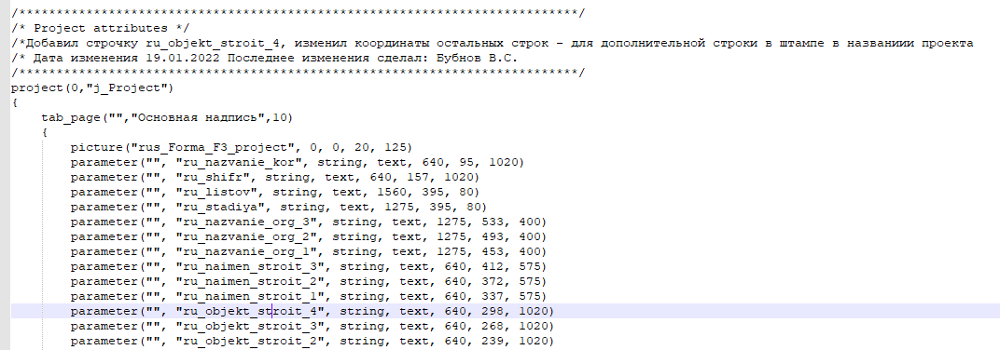 /***************************************************************************/
/* Project attributes */
/*Добавил строчку ru_objekt_stroit_4, изменил координаты остальных строк - для дополнительной строки в штампе в названиии проекта
/* Дата изменения 19.01.2022 Последнее изменения сделал: Бубнов В.С.
/***************************************************************************/
project(0,"j_Project")
{
    tab_page("","Основная надпись",10)
    {
        picture("rus_Forma_F3_project", 0, 0, 20, 125)
        parameter("", "ru_nazvanie_kor", string, text, 640, 95, 1020)
        parameter("", "ru_shifr", string, text, 640, 157, 1020)
        parameter("", "ru_listov", string, text, 1560, 395, 80)
        parameter("", "ru_stadiya", string, text, 1275, 395, 80)
        parameter("", "ru_nazvanie_org_3", string, text, 1275, 533, 400)
        parameter("", "ru_nazvanie_org_2", string, text, 1275, 493, 400)
        parameter("", "ru_nazvanie_org_1", string, text, 1275, 453, 400)
        parameter("", "ru_naimen_stroit_3", string, text, 640, 412, 575)
        parameter("", "ru_naimen_stroit_2", string, text, 640, 372, 575)
        parameter("", "ru_naimen_stroit_1", string, text, 640, 337, 575)
        parameter("", "ru_objekt_stroit_4", string, text, 640, 298, 1020)
        parameter("", "ru_objekt_stroit_3", string, text, 640, 268, 1020)
        parameter("", "ru_objekt_stroit_2", string, text, 640, 239, 1020)